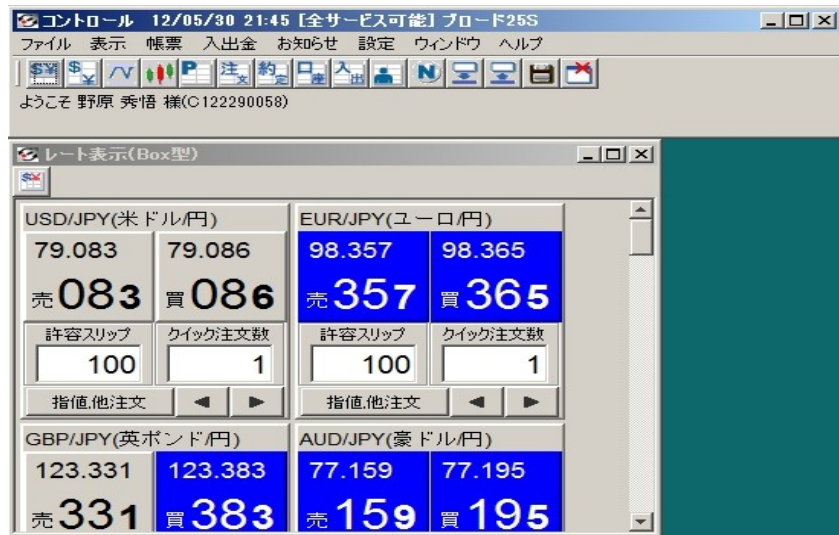 コントロール 12/05/30 21:45 [全サービス可能] ブロード25S
ファイル 表示 帳票 入出金 お知らせ 設定 ウィンドウ ヘルプ
$¥ $¥ P 注文 約定 口座 入出 N
ようこそ 野原 秀悟 様(C122290058)
レート表示(Box型)
USD/JPY(米ドル/円) EUR/JPY(ユーロ/円)
79.083 79.086 98.357 98.365
売083 買086 売357 買365
許容スリップ クイック注文数 許容スリップ クイック注文数
100 1 100 1
指値,他注文 ◀ ▶ 指値,他注文 ◀ ▶
GBP/JPY(英ポンド/円) AUD/JPY(豪ドル/円)
123.331 123.383 77.159 77.195
売331 買383 売159 買195